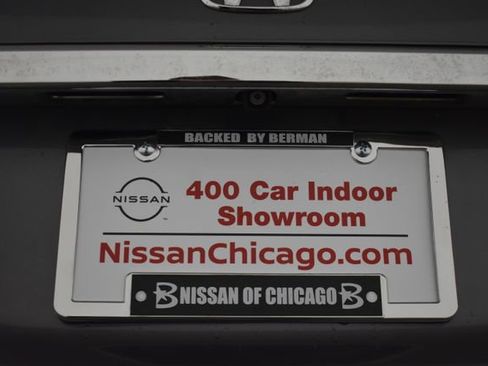 BACKED BY BERMAN
NISSAN
400 Car Indoor
Showroom
NissanChicago.com
B NISSAN OF CHICAGO B